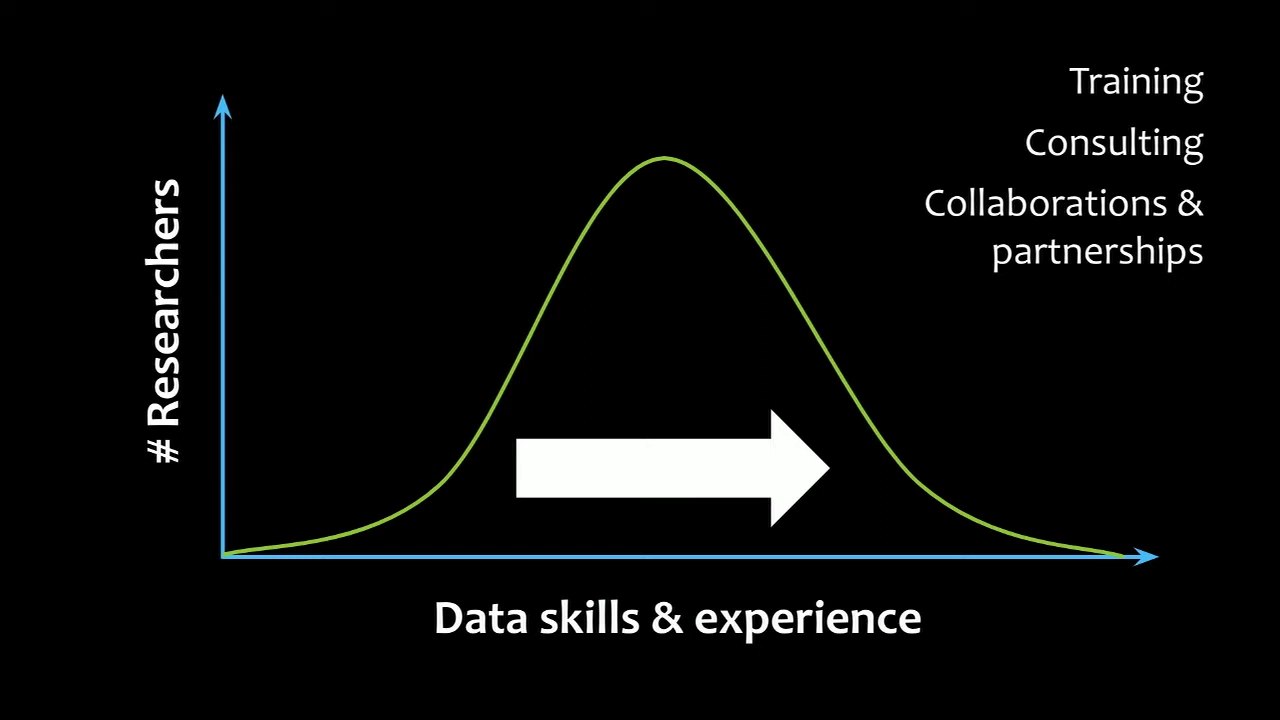 Training
Consulting
Collaborations &
partnerships
# Researchers
Data skills & experience